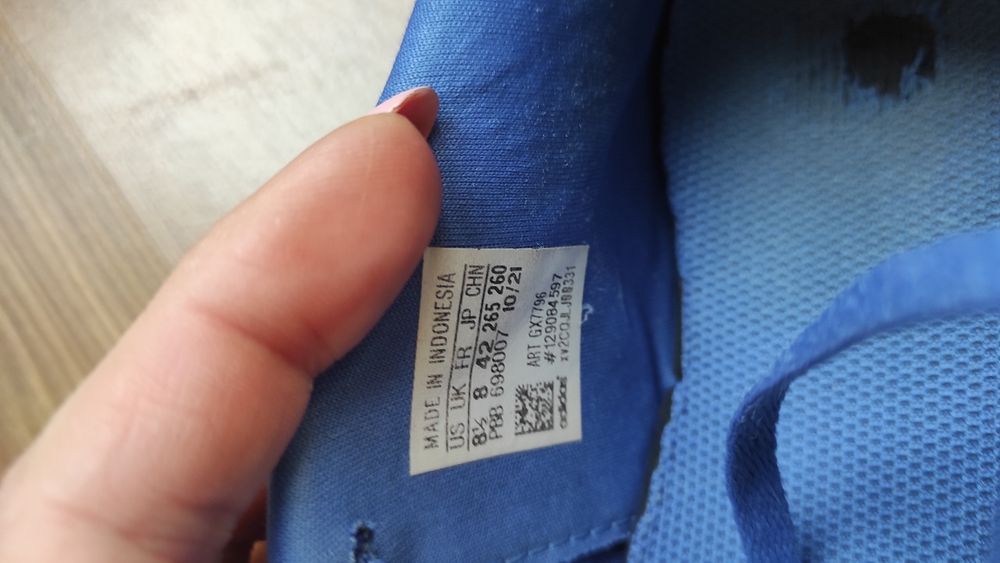 MADE IN INDONESIA
US UK FR JP CHN
8½ 8 42 265 260
PBB 698007 10/21
ART GX7796
#129084597
adidas